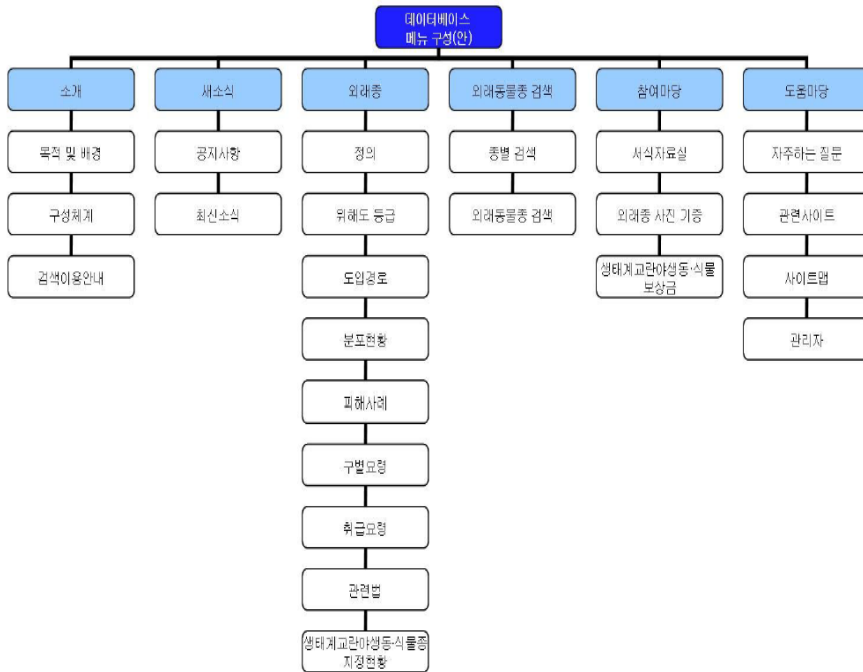 데이터베이스
메뉴 구성(안)
소개
새소식
외래종
외래동물종 검색
참여마당
도움마당
목적 및 배경
공지사항
정의
종별 검색
서식자료실
자주하는 질문
구성체계
최신소식
위해도 등급
외래동물종 검색
외래종 사진 기증
관련사이트
검색이용안내
도입경로
생태계교란야생동·식물
보상금
사이트맵
분포현황
관리자
피해사례
구별요령
취급요령
관련법
생태계교란야생동·식물종
지정현황